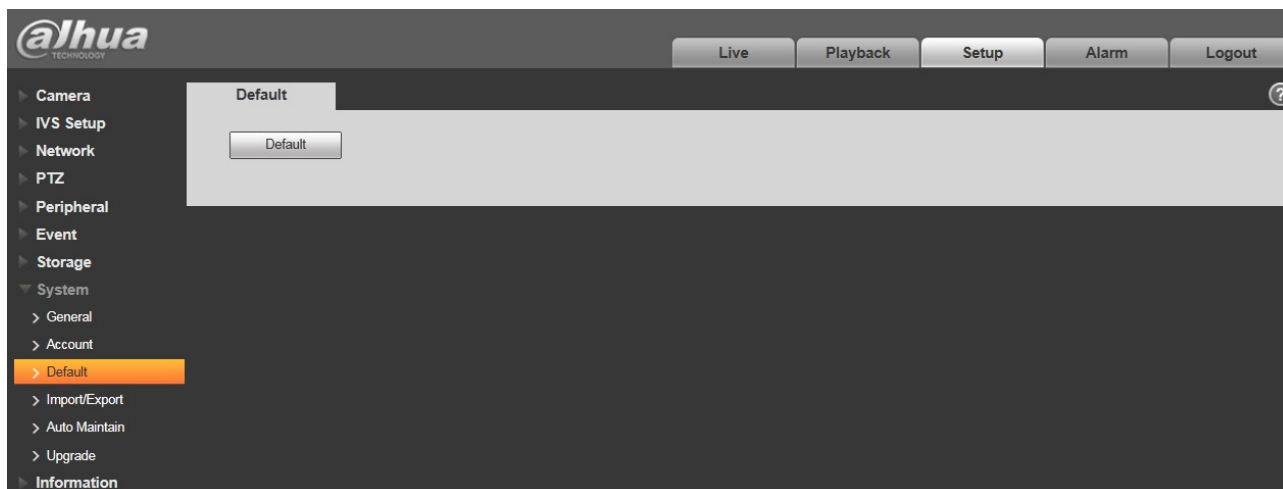 alhua
TECHNOLOGY
Live Playback Setup Alarm Logout
Camera
IVS Setup
Network
PTZ
Peripheral
Event
Storage
System
General
Account
Default
Import/Export
Auto Maintain
Upgrade
Information
Default
Default
?